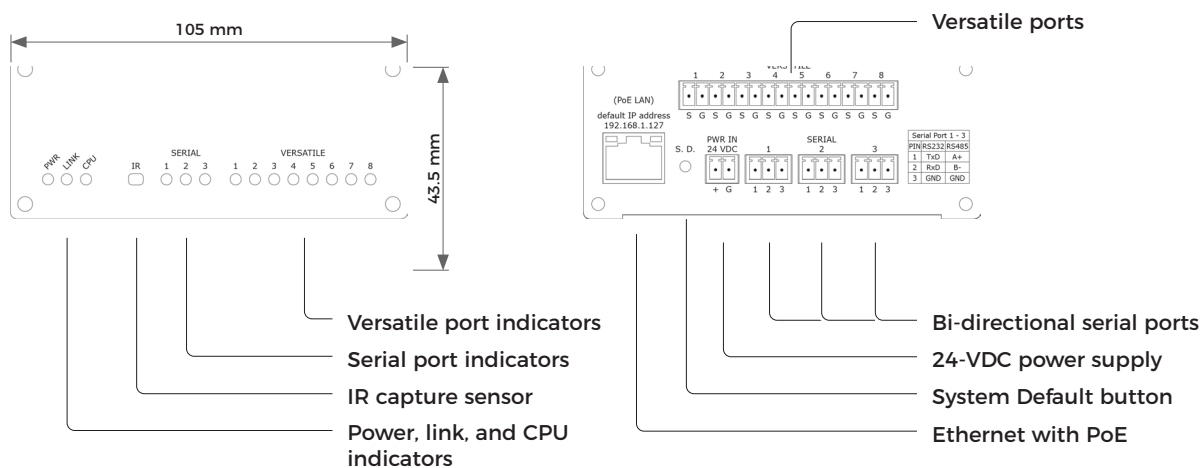 105 mm
43.5 mm
PWR LINK CPU
IR
SERIAL
1 2 3
VERSATILE
1 2 3 4 5 6 7 8
Versatile port indicators
Serial port indicators
IR capture sensor
Power, link, and CPU
indicators
Versatile ports
VERSATILE
1 2 3 4 5 6 7 8
S G S G S G S G S G S G S G S G
(PoE LAN)
default IP address
192.168.1.127
S. D.
PWR IN
24 VDC
+ G
SERIAL
1 2 3
1 2 3 1 2 3 1 2 3
Serial Port 1 - 3
PIN RS232 RS485
1 TxD A+
2 RxD B-
3 GND GND
Bi-directional serial ports
24-VDC power supply
System Default button
Ethernet with PoE